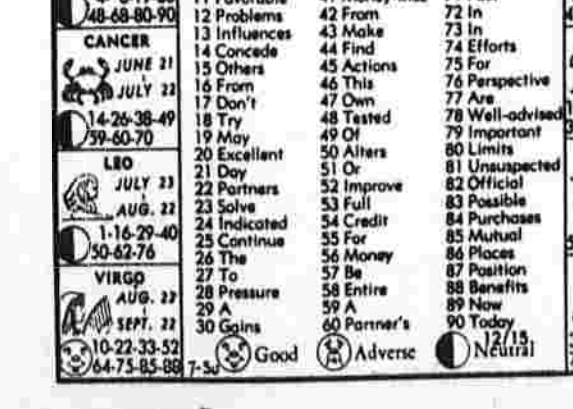 48-68-80-90
CANCER
JUNE 21
JULY 22
14-26-38-49
59-60-70
LEO
JULY 23
AUG. 22
1-16-29-40
50-62-76
VIRGO
AUG. 23
SEPT. 22
10-22-33-52
64-75-85-88
12 Problems
13 Influences
14 Concede
15 Others
16 From
17 Don't
18 Try
19 May
20 Excellent
21 Day
22 Partners
23 Solve
24 Indicated
25 Continue
26 The
27 To
28 Pressure
29 A
30 Gains
42 From
43 Make
44 Find
45 Actions
46 This
47 Own
48 Tested
49 Of
50 Alters
51 Or
52 Improve
53 Full
54 Credit
55 For
56 Money
57 Be
58 Entire
59 A
60 Partner's
72 In
73 In
74 Efforts
75 For
76 Perspective
77 Are
78 Well-advised
79 Important
80 Limits
81 Unsuspected
82 Official
83 Possible
84 Purchases
85 Mutual
86 Places
87 Position
88 Benefits
89 Now
90 Today
12/15
Good
Adverse
Neutral